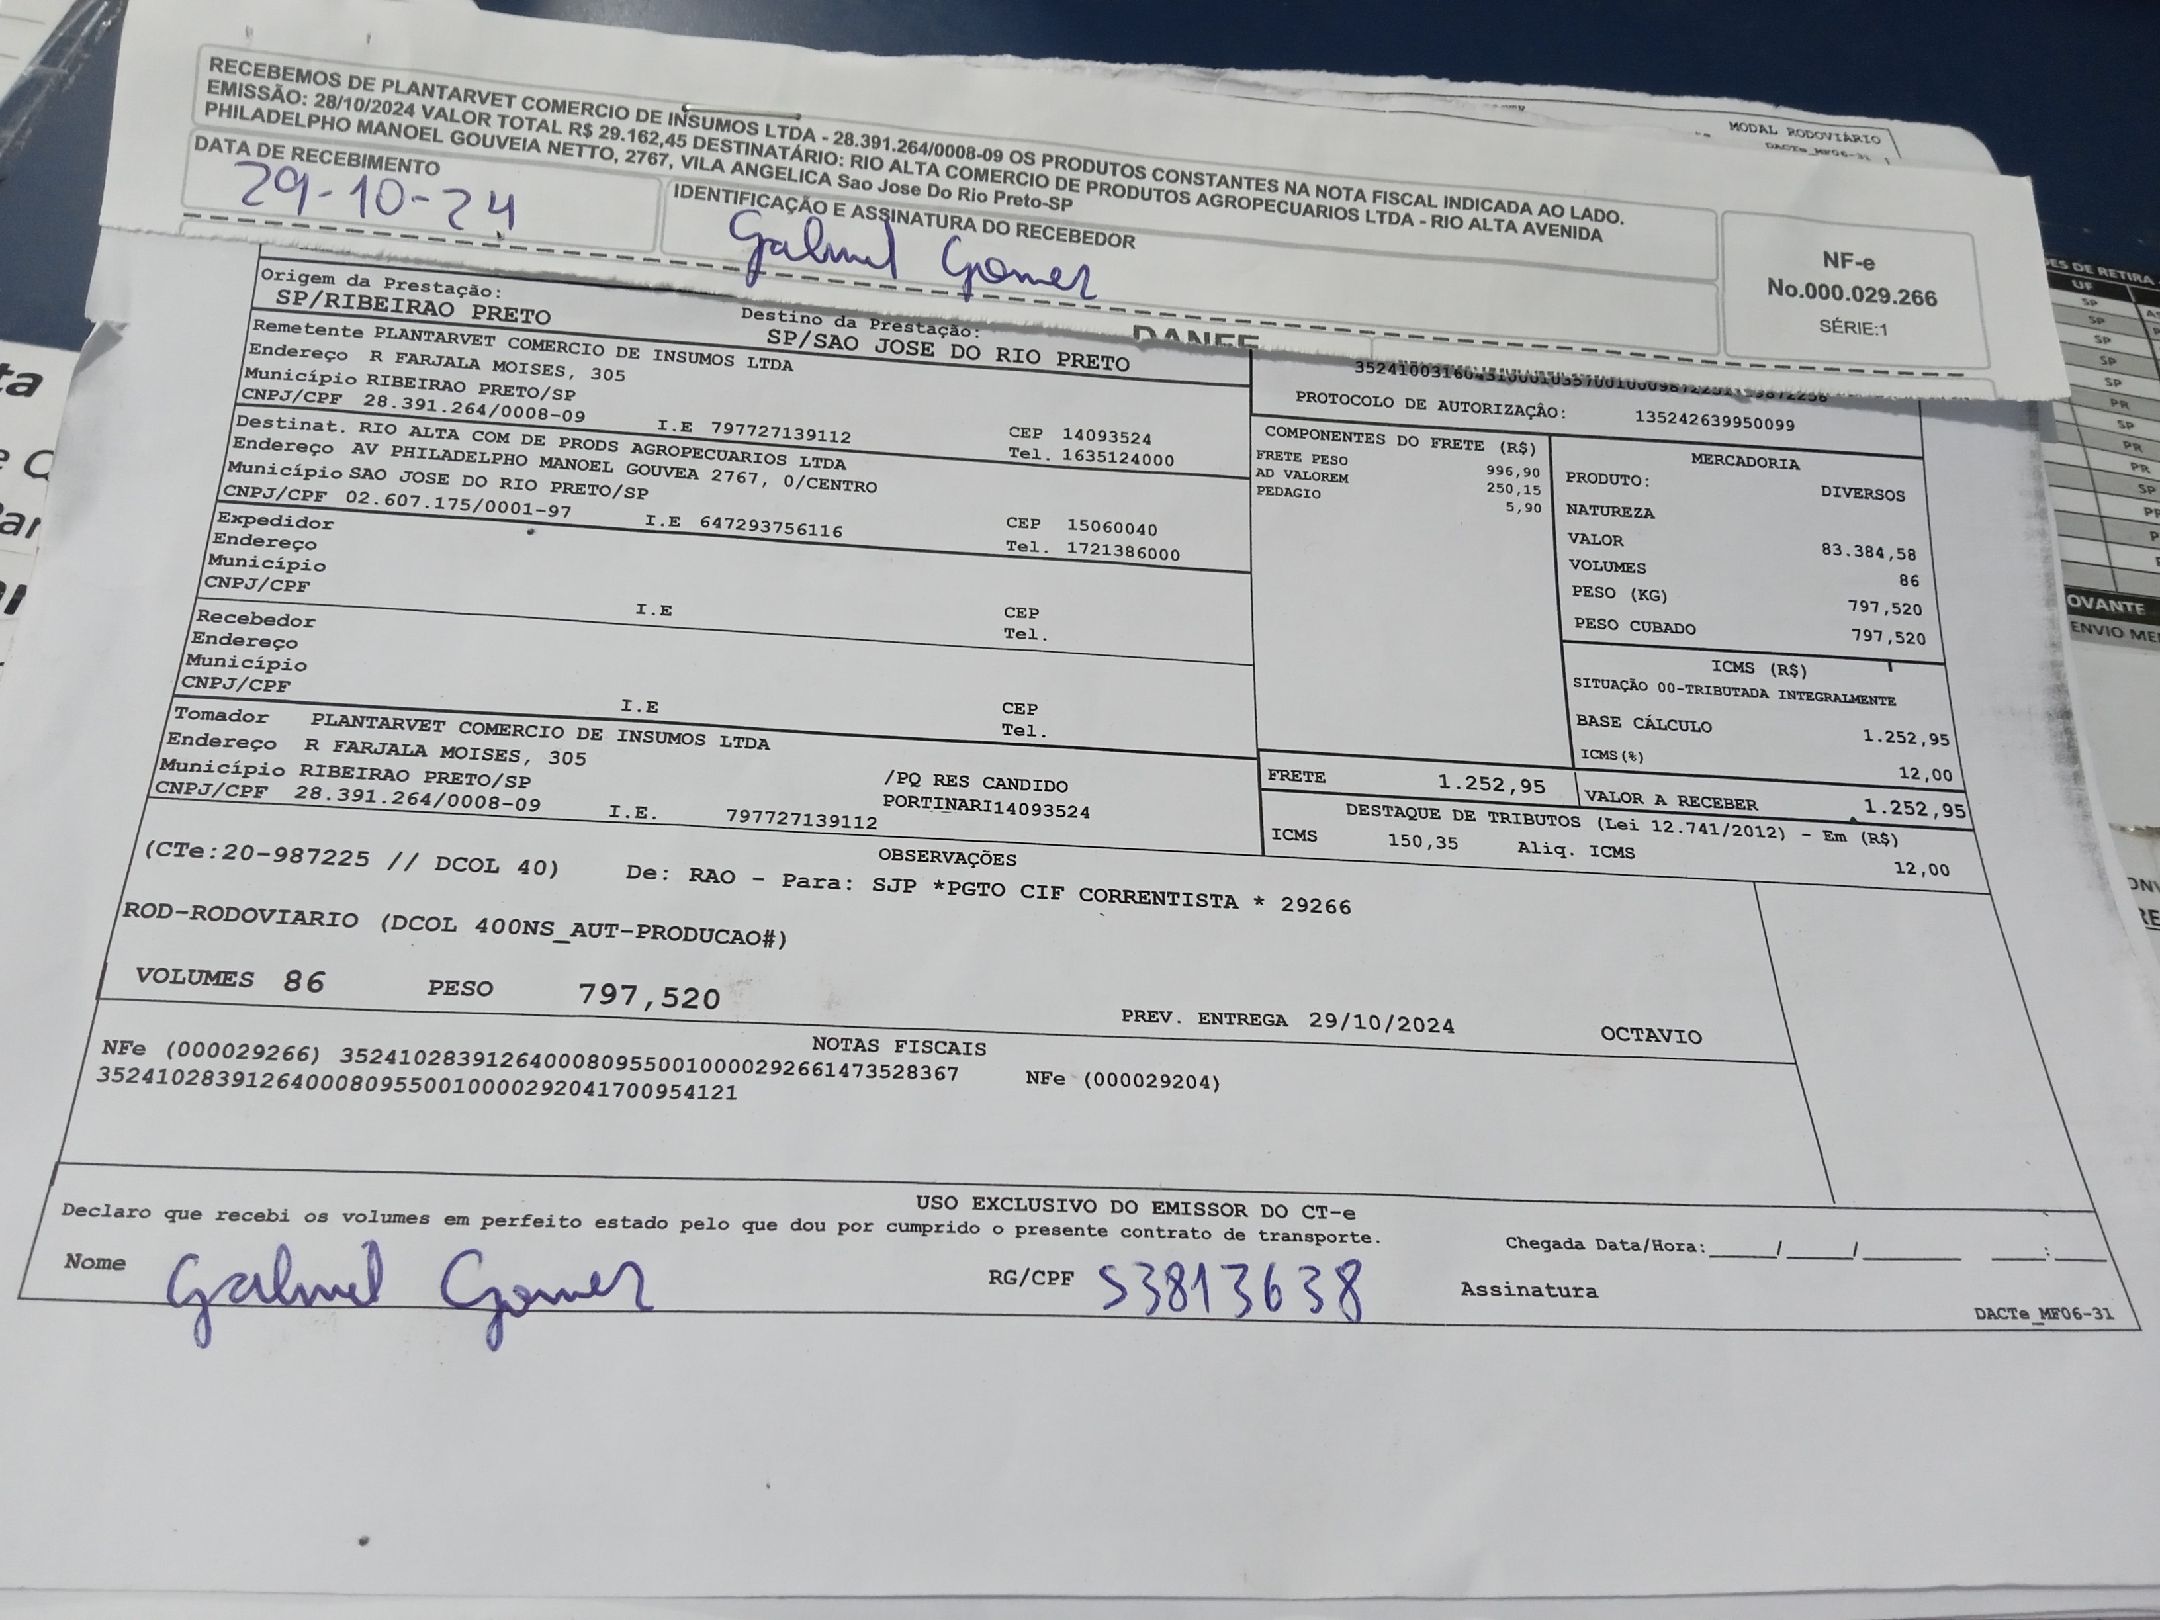 MODAL RODOVIÁRIO
DACTe_MF06-31
RECEBEMOS DE PLANTARVET COMERCIO DE INSUMOS LTDA - 28.391.264/0008-09 OS PRODUTOS CONSTANTES NA NOTA FISCAL INDICADA AO LADO.
EMISSÃO: 28/10/2024 VALOR TOTAL R$ 29.162,45 DESTINATÁRIO: RIO ALTA COMERCIO DE PRODUTOS AGROPECUARIOS LTDA - RIO ALTA AVENIDA
PHILADELPHO MANOEL GOUVEIA NETTO, 2767, VILA ANGELICA Sao Jose Do Rio Preto-SP
DATA DE RECEBIMENTO
29-10-24
IDENTIFICAÇÃO E ASSINATURA DO RECEBEDOR
Gabriel Gomes
NF-e
No.000.029.266
SÉRIE:1
DANFE
Origem da Prestação:
SP/RIBEIRAO PRETO
Destino da Prestação:
SP/SAO JOSE DO RIO PRETO
Remetente PLANTARVET COMERCIO DE INSUMOS LTDA
Endereço R FARJALA MOISES, 305
Município RIBEIRAO PRETO/SP CEP 14093524
CNPJ/CPF 28.391.264/0008-09 I.E 797727139112 Tel. 1635124000
Destinat. RIO ALTA COM DE PRODS AGROPECUARIOS LTDA
Endereço AV PHILADELPHO MANOEL GOUVEA 2767, 0/CENTRO
Município SAO JOSE DO RIO PRETO/SP CEP 15060040
CNPJ/CPF 02.607.175/0001-97 I.E 647293756116 Tel. 1721386000
Expedidor
Endereço
Município CEP
CNPJ/CPF I.E Tel.
Recebedor
Endereço
Município CEP
CNPJ/CPF I.E Tel.
Tomador PLANTARVET COMERCIO DE INSUMOS LTDA
Endereço R FARJALA MOISES, 305
Município RIBEIRAO PRETO/SP /PQ RES CANDIDO
CNPJ/CPF 28.391.264/0008-09 I.E. 797727139112 PORTINARI14093524
PROTOCOLO DE AUTORIZAÇÃO: 135242639950099
COMPONENTES DO FRETE (R$)
FRETE PESO 996,90
AD VALOREM 250,15
PEDAGIO 5,90
MERCADORIA
PRODUTO: DIVERSOS
NATUREZA
VALOR 83.384,58
VOLUMES 86
PESO (KG) 797,520
PESO CUBADO 797,520
ICMS (R$)
SITUAÇÃO 00-TRIBUTADA INTEGRALMENTE
BASE CÁLCULO 1.252,95
ICMS(%) 12,00
FRETE 1.252,95
VALOR A RECEBER 1.252,95
DESTAQUE DE TRIBUTOS (Lei 12.741/2012) - Em (R$)
ICMS 150,35 Aliq. ICMS 12,00
OBSERVAÇÕES
(CTe:20-987225 // DCOL 40) De: RAO - Para: SJP *PGTO CIF CORRENTISTA * 29266
ROD-RODOVIARIO (DCOL 400NS_AUT-PRODUCAO#)
VOLUMES 86 PESO 797,520 PREV. ENTREGA 29/10/2024 OCTAVIO
NOTAS FISCAIS
NFe (000029266) 35241028391264000809550010000292661473528367 NFe (000029204)
35241028391264000809550010000292041700954121
USO EXCLUSIVO DO EMISSOR DO CT-e
Declaro que recebi os volumes em perfeito estado pelo que dou por cumprido o presente contrato de transporte.
Chegada Data/Hora:____/____/______ ___:___
Nome Gabriel Gomes RG/CPF 53813638 Assinatura
DACTe_MF06-31